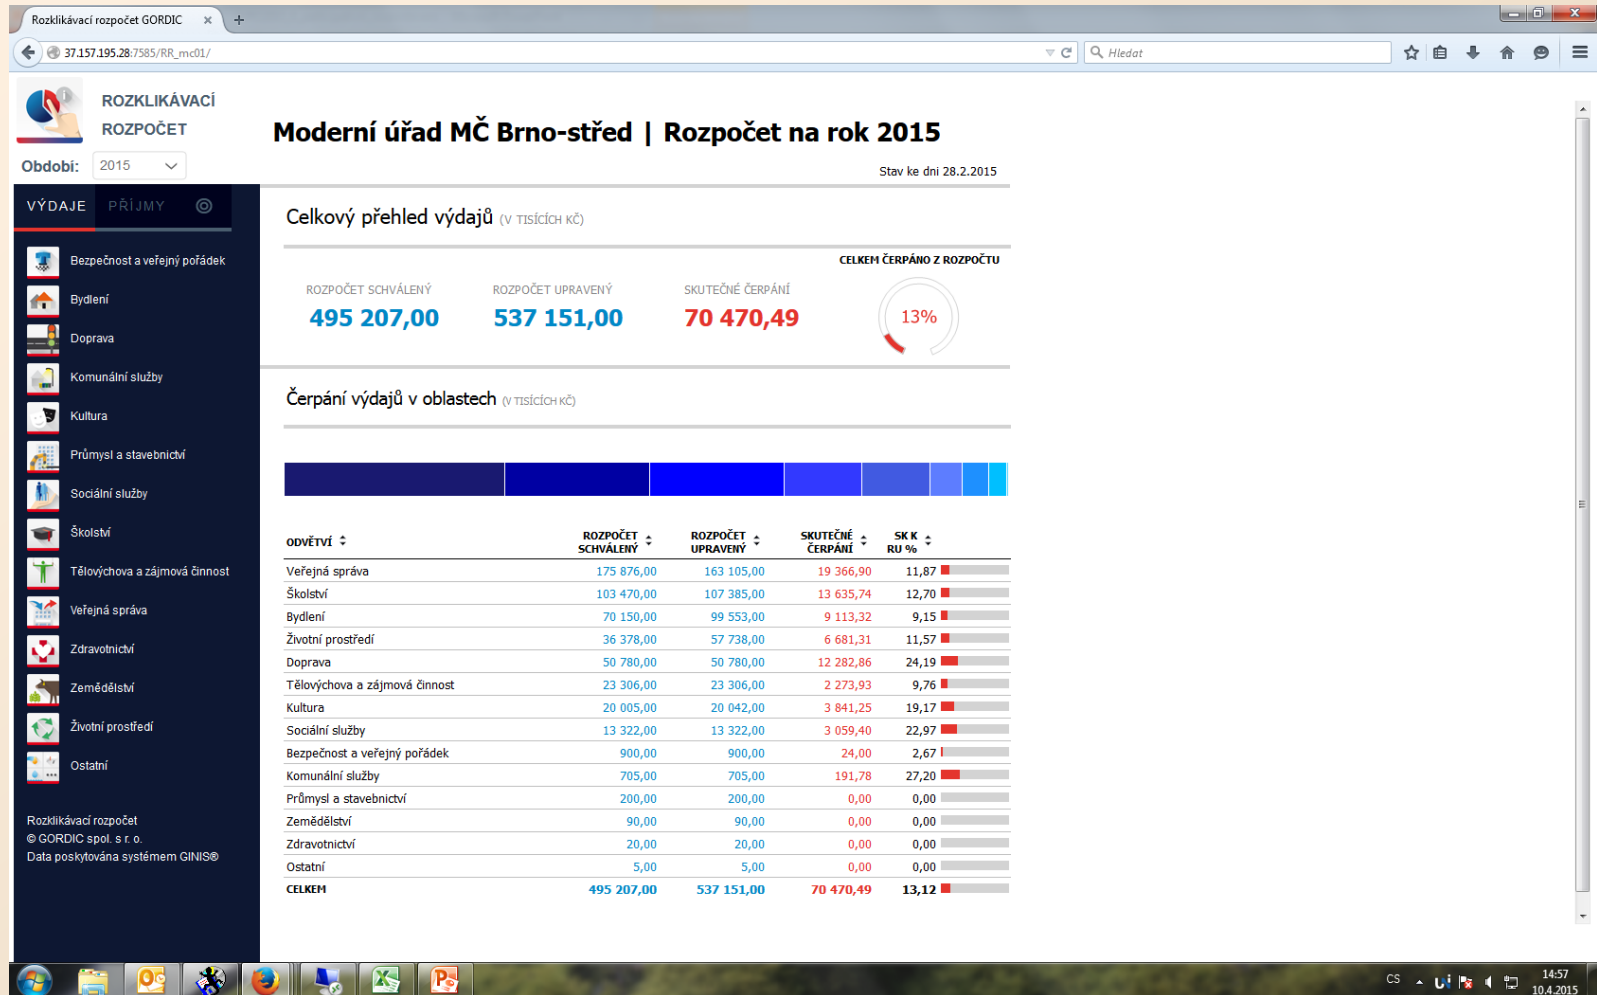 Rozklikávací rozpočet GORDIC
37.157.195.28:7585/RR_mc01/
Hledat
ROZKLIKÁVACÍ
ROZPOČET
Období: 2015
Moderní úřad MČ Brno-střed | Rozpočet na rok 2015
Stav ke dni 28.2.2015
VÝDAJE PŘÍJMY
Bezpečnost a veřejný pořádek
Bydlení
Doprava
Komunální služby
Kultura
Průmysl a stavebnictví
Sociální služby
Školství
Tělovýchova a zájmová činnost
Veřejná správa
Zdravotnictví
Zemědělství
Životní prostředí
Ostatní
Rozklikávací rozpočet
© GORDIC spol. s r. o.
Data poskytována systémem GINIS®
Celkový přehled výdajů (V TISÍCÍCH KČ)
CELKEM ČERPÁNO Z ROZPOČTU
ROZPOČET SCHVÁLENÝ ROZPOČET UPRAVENÝ SKUTEČNÉ ČERPÁNÍ
495 207,00 537 151,00 70 470,49 13%
Čerpání výdajů v oblastech (V TISÍCÍCH KČ)
ODVĚTVÍ ROZPOČET SCHVÁLENÝ ROZPOČET UPRAVENÝ SKUTEČNÉ ČERPÁNÍ SK K RU %
Veřejná správa 175 876,00 163 105,00 19 366,90 11,87
Školství 103 470,00 107 385,00 13 635,74 12,70
Bydlení 70 150,00 99 553,00 9 113,32 9,15
Životní prostředí 36 378,00 57 738,00 6 681,31 11,57
Doprava 50 780,00 50 780,00 12 282,86 24,19
Tělovýchova a zájmová činnost 23 306,00 23 306,00 2 273,93 9,76
Kultura 20 005,00 20 042,00 3 841,25 19,17
Sociální služby 13 322,00 13 322,00 3 059,40 22,97
Bezpečnost a veřejný pořádek 900,00 900,00 24,00 2,67
Komunální služby 705,00 705,00 191,78 27,20
Průmysl a stavebnictví 200,00 200,00 0,00 0,00
Zemědělství 90,00 90,00 0,00 0,00
Zdravotnictví 20,00 20,00 0,00 0,00
Ostatní 5,00 5,00 0,00 0,00
CELKEM 495 207,00 537 151,00 70 470,49 13,12
CS
14:57
10.4.2015